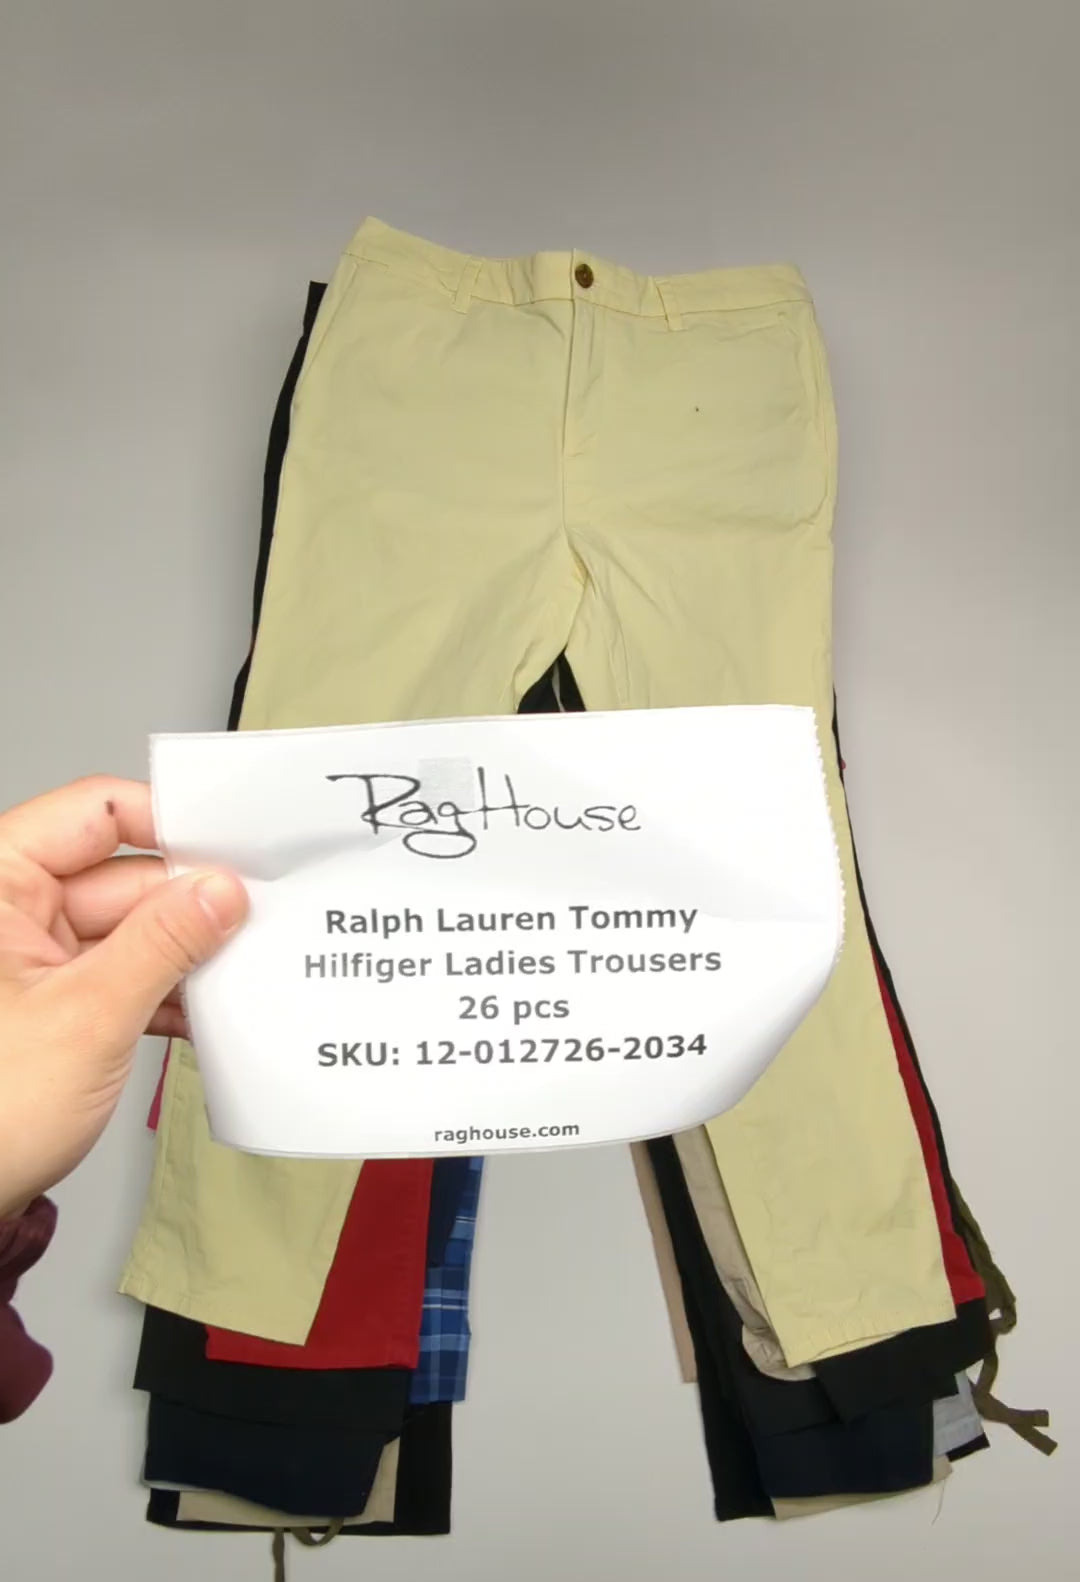 RagHouse
Ralph Lauren Tommy
Hilfiger Ladies Trousers
26 pcs
SKU: 12-012726-2034
raghouse.com